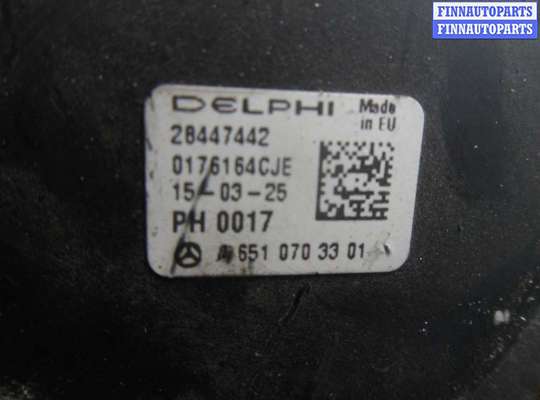 FINNAUTOPARTS
FINNAUTOPARTS
DELPHI Made in EU
28447442
0176164CJE
15-03-25
PH 0017
A 651 070 33 01